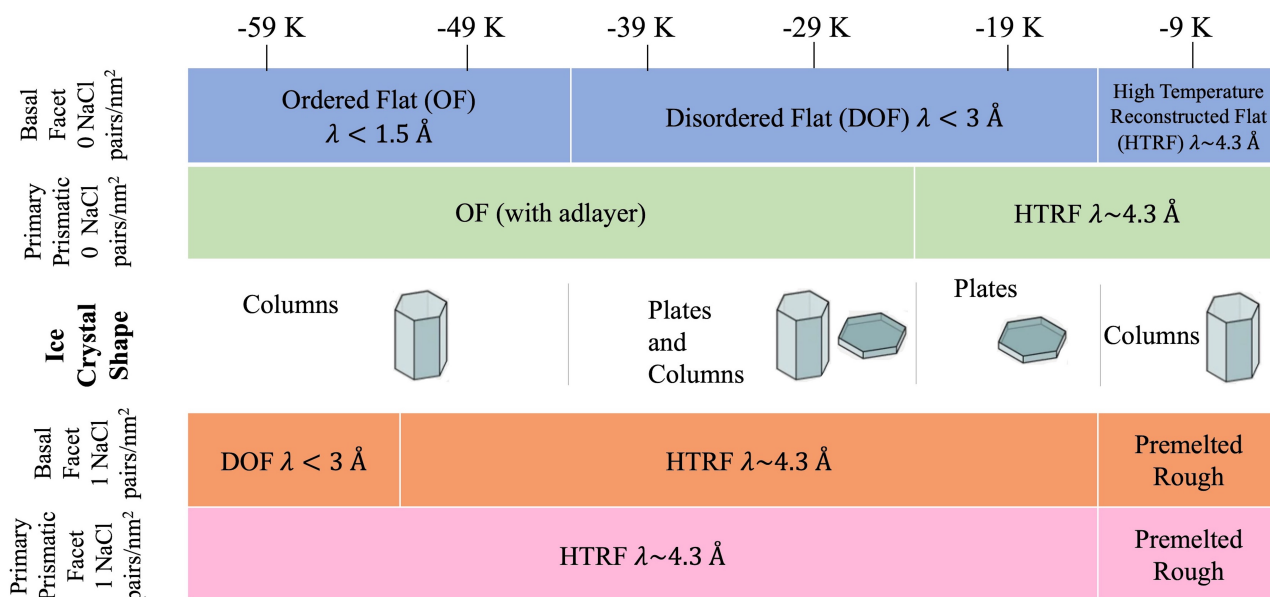 -59 K
-49 K
-39 K
-29 K
-19 K
-9 K
Basal
Facet
0 NaCl
pairs/nm²
Ordered Flat (OF)
λ < 1.5 Å
Disordered Flat (DOF) λ < 3 Å
High Temperature
Reconstructed Flat
(HTRF) λ~4.3 Å
Primary
Prismatic
0 NaCl
pairs/nm²
OF (with adlayer)
HTRF λ~4.3 Å
Ice
Crystal
Shape
Columns
Plates
and
Columns
Plates
Columns
Basal
Facet
1 NaCl
pairs/nm²
DOF λ < 3 Å
HTRF λ~4.3 Å
Premelted
Rough
Primary
Prismatic
Facet
1 NaCl
pairs/nm²
HTRF λ~4.3 Å
Premelted
Rough